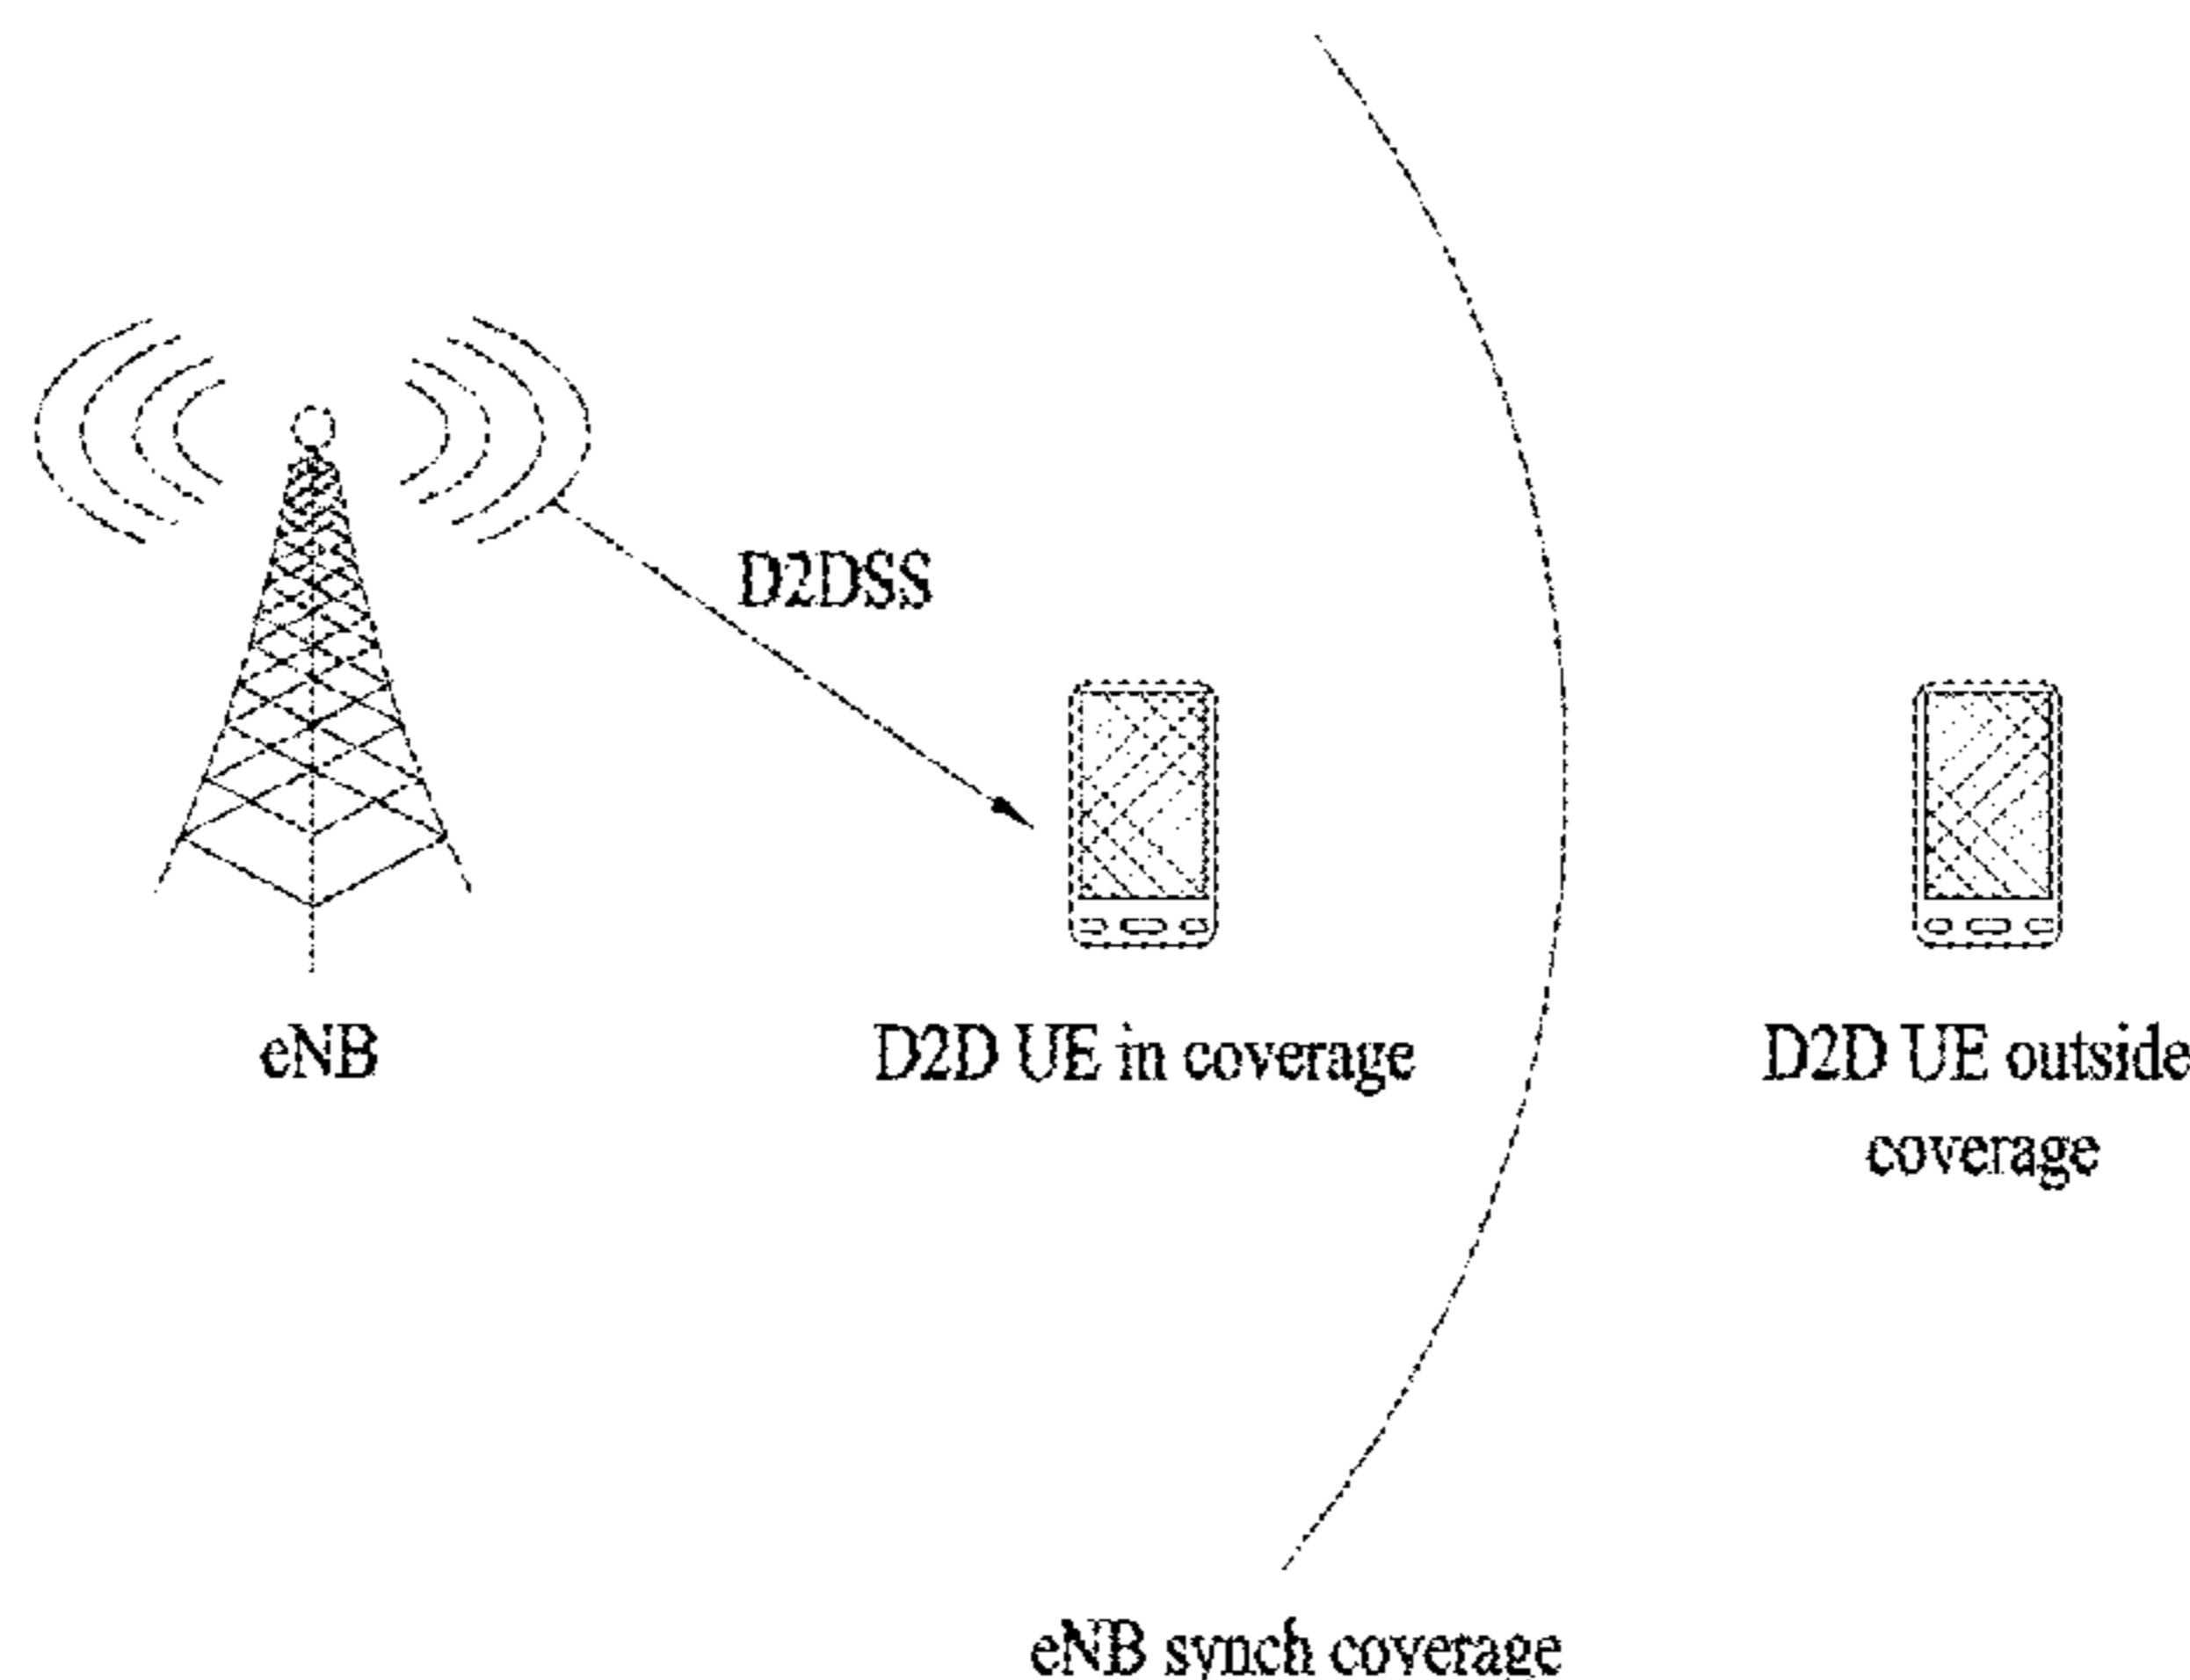 D2DSS
eNB
D2D UE in coverage
D2D UE outside
coverage
eNB synch coverage